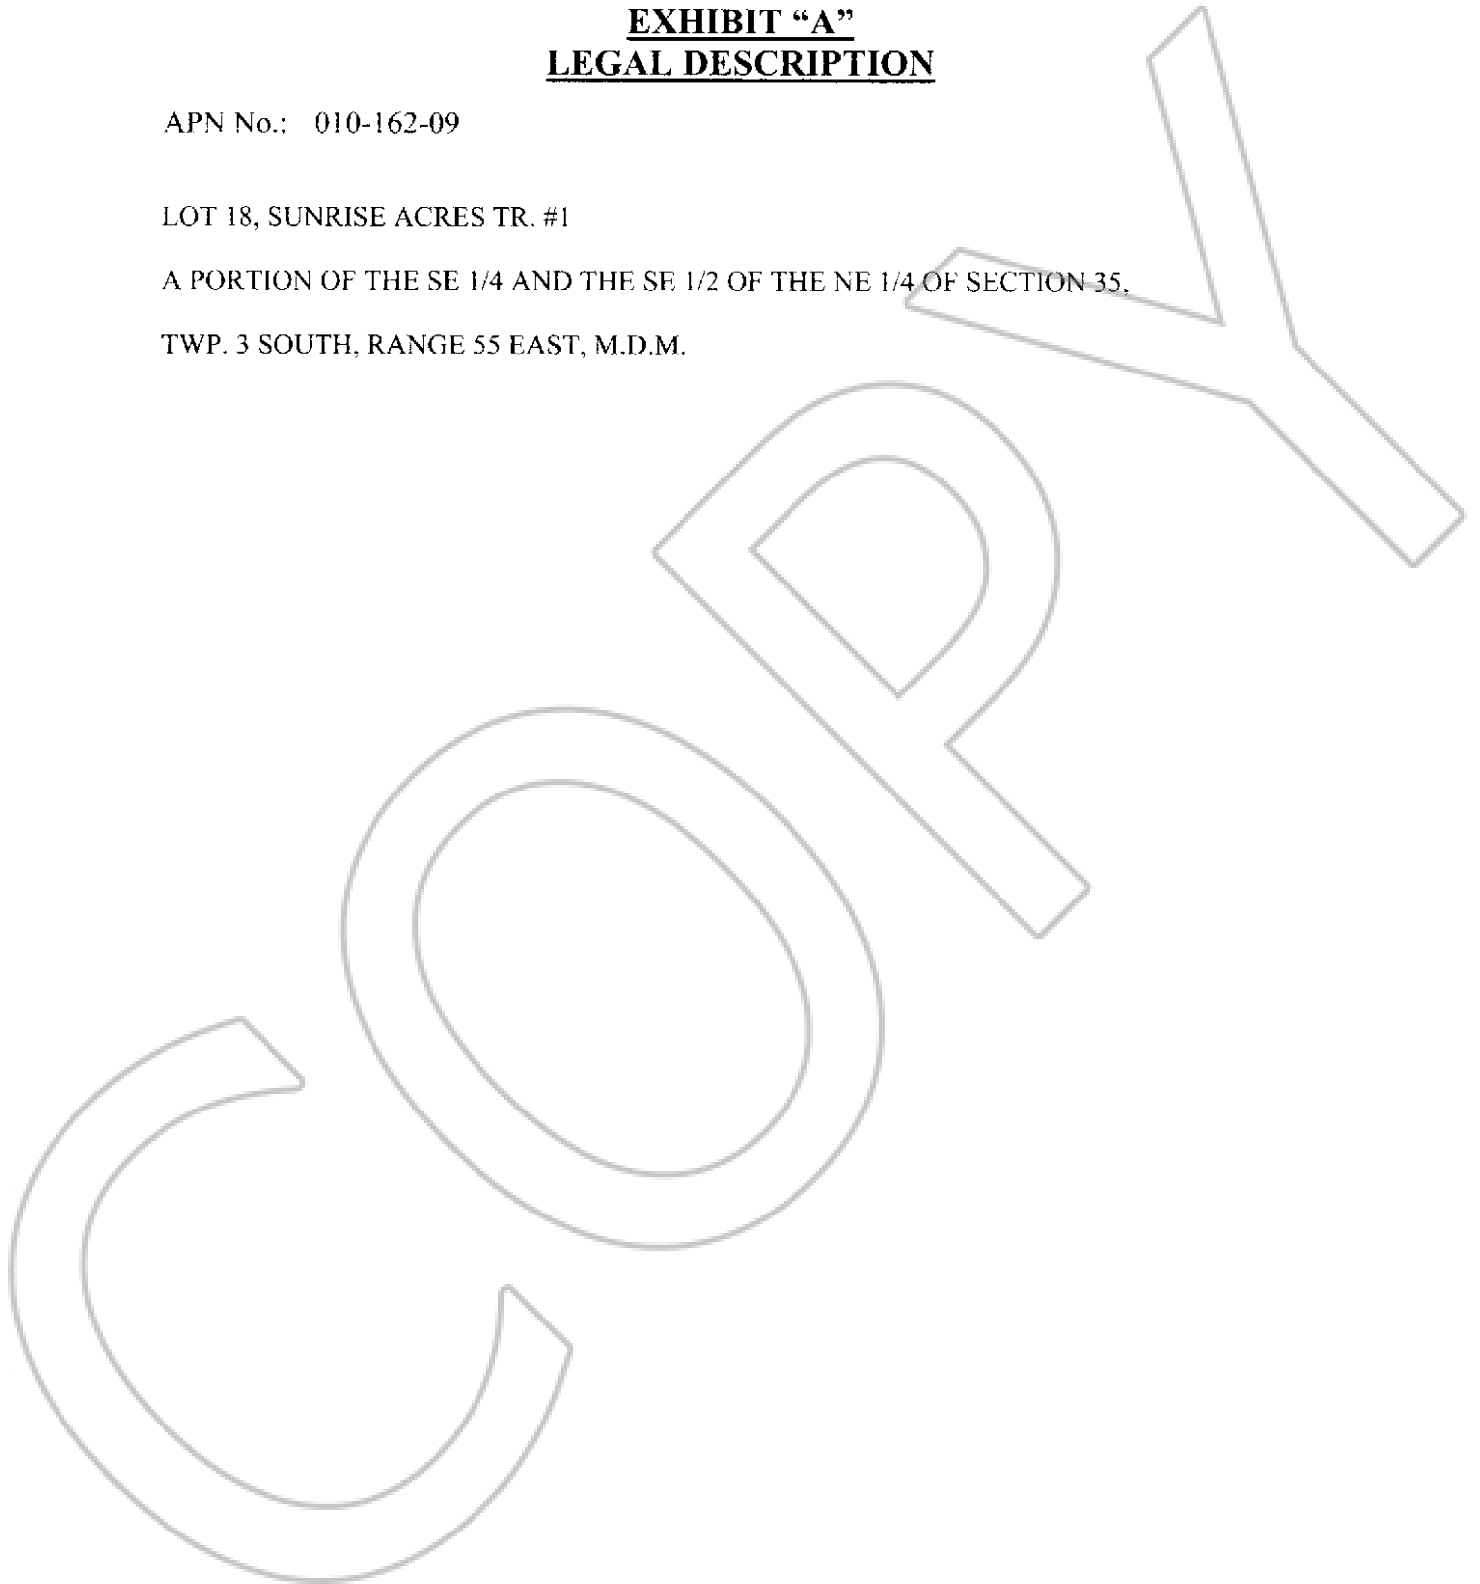 EXHIBIT “A”
LEGAL DESCRIPTION
APN No.: 010-162-09
LOT 18, SUNRISE ACRES TR. #1
A PORTION OF THE SE 1/4 AND THE SE 1/2 OF THE NE 1/4 OF SECTION 35,
TWP. 3 SOUTH, RANGE 55 EAST, M.D.M.
COPY